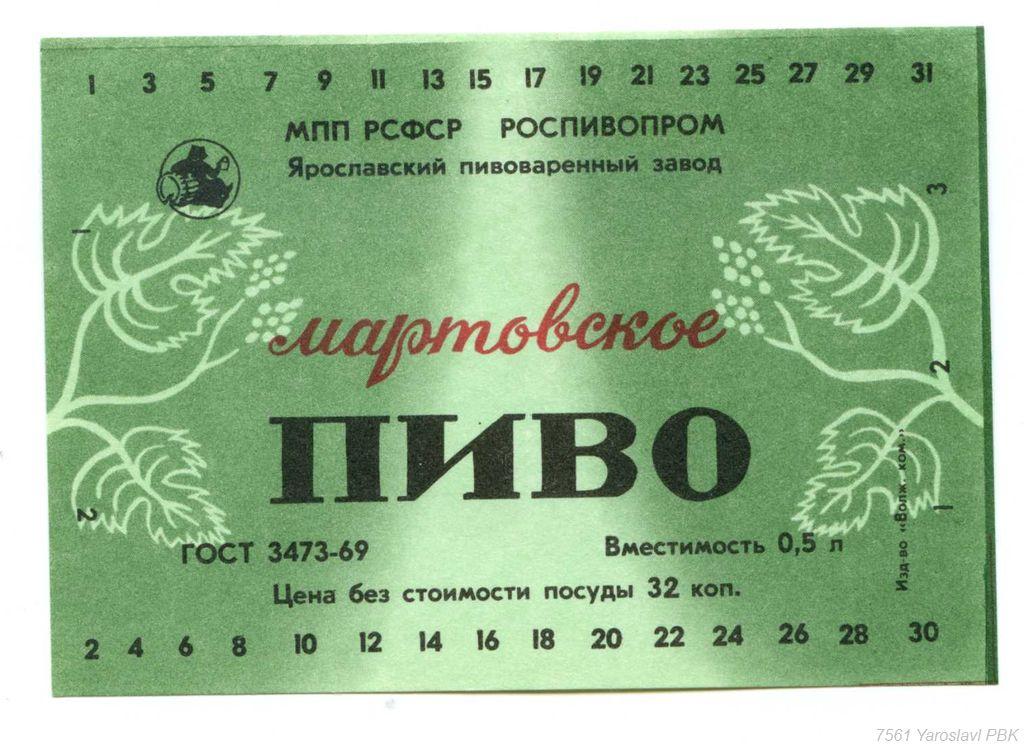 1 3 5 7 9 11 13 15 17 19 21 23 25 27 29 31
МПП РСФСР РОСПИВОПРОМ
Ярославский пивоваренный завод
1
3
мартовское
2
ПИВО
2
1
Изд-во «Волж. ком.»
ГОСТ 3473-69 Вместимость 0,5 л
Цена без стоимости посуды 32 коп.
2 4 6 8 10 12 14 16 18 20 22 24 26 28 30
7561 Yaroslavl PBK